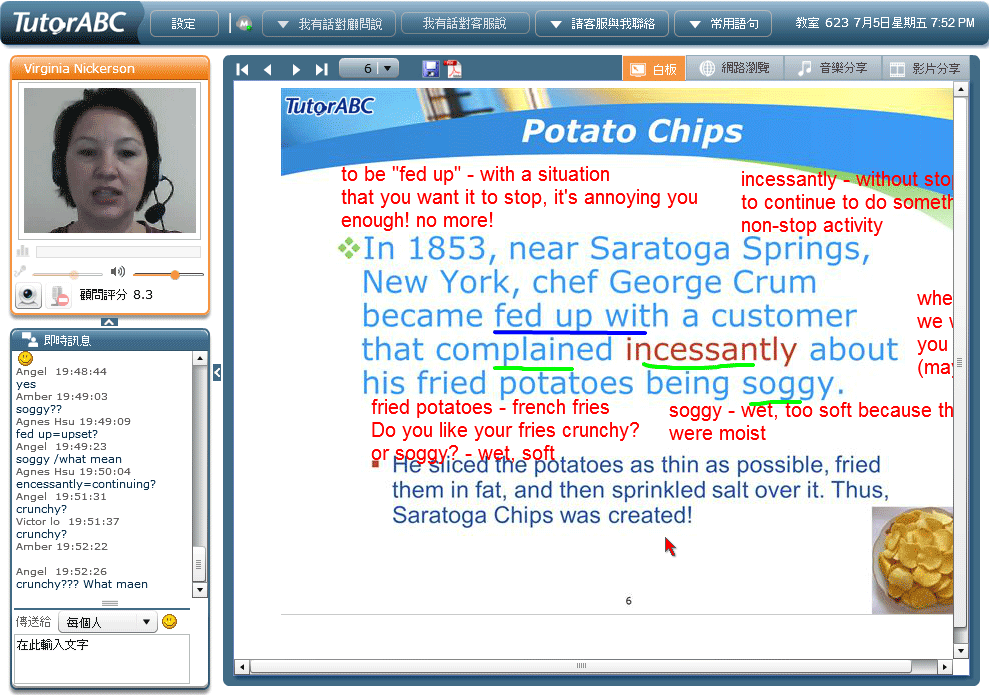 TutorABC
設定
我有話對顧問說
我有話對客服說
請客服與我聯絡
常用語句
教室 623 7月5日星期五 7:52 PM
Virginia Nickerson
顧問評分 8.3
即時訊息
Angel 19:48:44
yes
Amber 19:49:03
soggy??
Agnes Hsu 19:49:09
fed up=upset?
Angel 19:49:23
soggy /what mean
Agnes Hsu 19:50:04
encessantly=continuing?
Angel 19:51:31
crunchy?
Victor lo 19:51:37
crunchy?
Amber 19:52:22
Angel 19:52:26
crunchy??? What maen
傳送給 每個人
在此輸入文字
6
白板
網路瀏覽
音樂分享
影片分享
TutorABC
Potato Chips
to be "fed up" - with a situation
that you want it to stop, it's annoying you
enough! no more!
incessantly - without stop
to continue to do someth
non-stop activity
In 1853, near Saratoga Springs,
New York, chef George Crum
became fed up with a customer
that complained incessantly about
his fried potatoes being soggy.
whe
we
you
(may
fried potatoes - french fries
Do you like your fries crunchy?
or soggy? - wet, soft
soggy - wet, too soft because th
were moist
He sliced the potatoes as thin as possible, fried
them in fat, and then sprinkled salt over it. Thus,
Saratoga Chips was created!
6